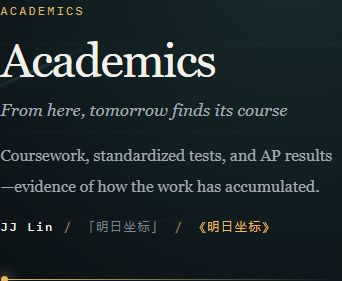 ACADEMICS
Academics
From here, tomorrow finds its course
Coursework, standardized tests, and AP results
—evidence of how the work has accumulated.
JJ Lin / 「明日坐标」 / 《明日坐标》